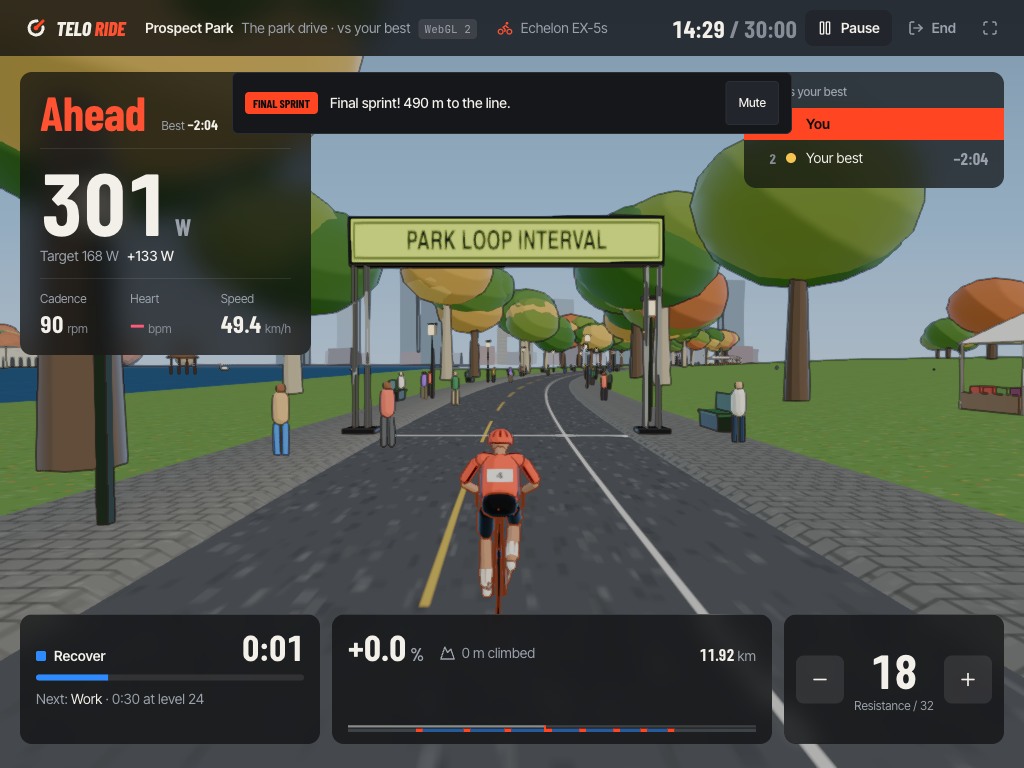 TELO RIDE Prospect Park The park drive · vs your best WebGL 2 Echelon EX-5s 14:29 / 30:00 Pause End
FINAL SPRINT Final sprint! 490 m to the line. Mute
s your best
Ahead Best −2:04
You
2 Your best −2:04
301 W
Target 168 W +133 W
PARK LOOP INTERVAL
Cadence Heart Speed
90 rpm — bpm 49.4 km/h
4
Recover 0:01
Next: Work · 0:30 at level 24
+0.0 % 0 m climbed 11.92 km
− 18 +
Resistance / 32